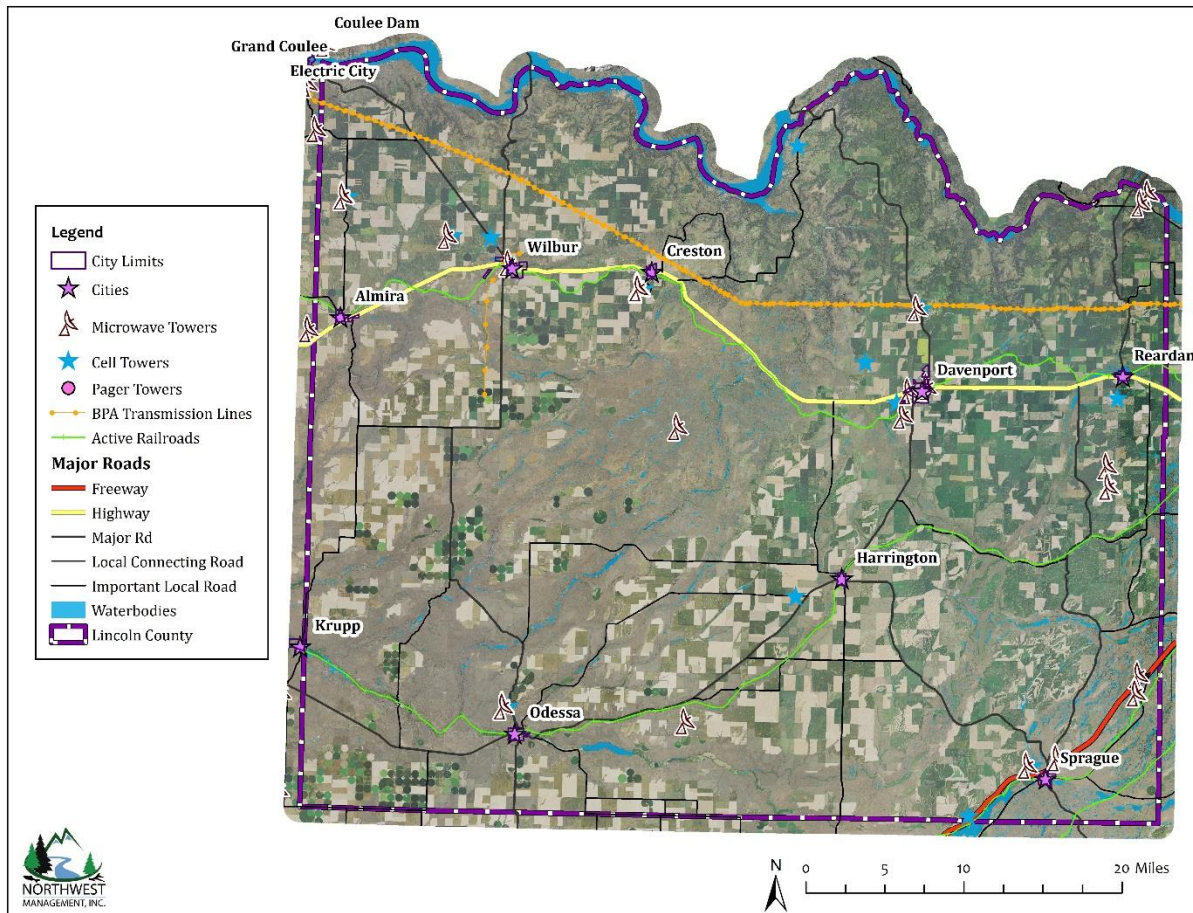 Coulee Dam
Grand Coulee
Electric City
Wilbur
Creston
Almira
Davenport
Reardan
Harrington
Krupp
Odessa
Sprague
Legend
City Limits
Cities
Microwave Towers
Cell Towers
Pager Towers
BPA Transmission Lines
Active Railroads
Major Roads
Freeway
Highway
Major Rd
Local Connecting Road
Important Local Road
Waterbodies
Lincoln County
NORTHWEST
MANAGEMENT, INC.
N
0 10 20 Miles